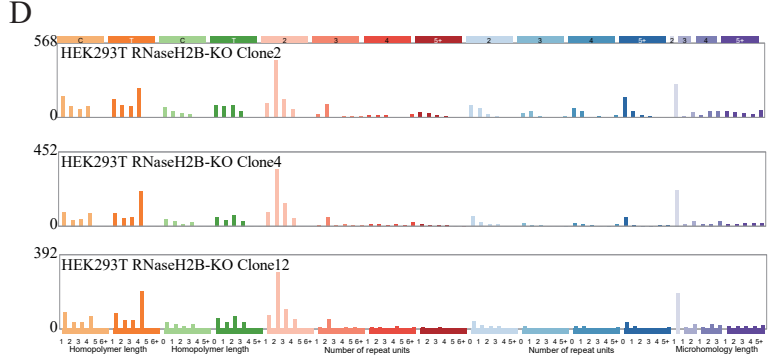 D
C T C T 2 3 4 5+ 2 3 4 5+ 2 3 4 5+
568
HEK293T RNaseH2B-KO Clone2
0
452
HEK293T RNaseH2B-KO Clone4
0
392
HEK293T RNaseH2B-KO Clone12
0
1 2 3 4 5 6+ 1 2 3 4 5 6+ 0 1 2 3 4 5+ 0 1 2 3 4 5+ 1 2 3 4 5 6+ 1 2 3 4 5 6+ 1 2 3 4 5 6+ 1 2 3 4 5 6+ 0 1 2 3 4 5+ 0 1 2 3 4 5+ 0 1 2 3 4 5+ 0 1 2 3 4 5+ 1 1 2 1 2 3 1 2 3 4 5+
Homopolymer length Homopolymer length Number of repeat units Number of repeat units Microhomology length